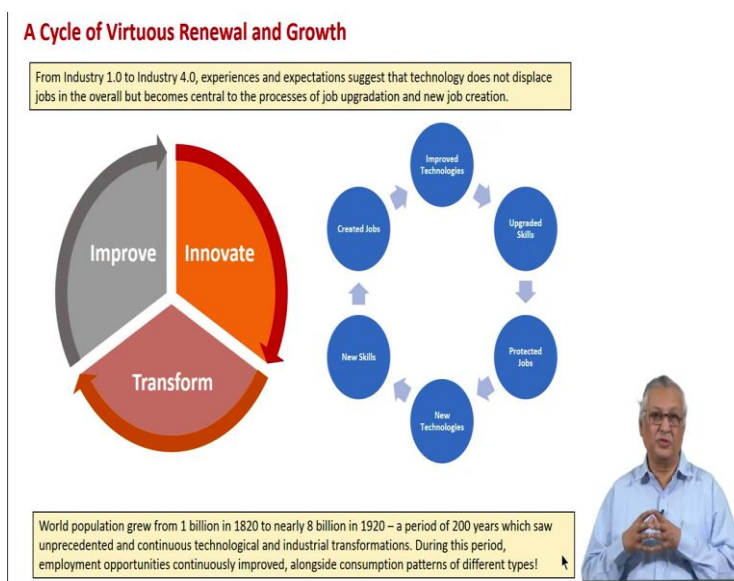 A Cycle of Virtuous Renewal and Growth
From Industry 1.0 to Industry 4.0, experiences and expectations suggest that technology does not displace
jobs in the overall but becomes central to the processes of job upgradation and new job creation.
Improve
Innovate
Transform
Improved
Technologies
Upgraded
Skills
Protected
Jobs
New
Technologies
New Skills
Created Jobs
World population grew from 1 billion in 1820 to nearly 8 billion in 1920 – a period of 200 years which saw
unprecedented and continuous technological and industrial transformations. During this period,
employment opportunities continuously improved, alongside consumption patterns of different types!